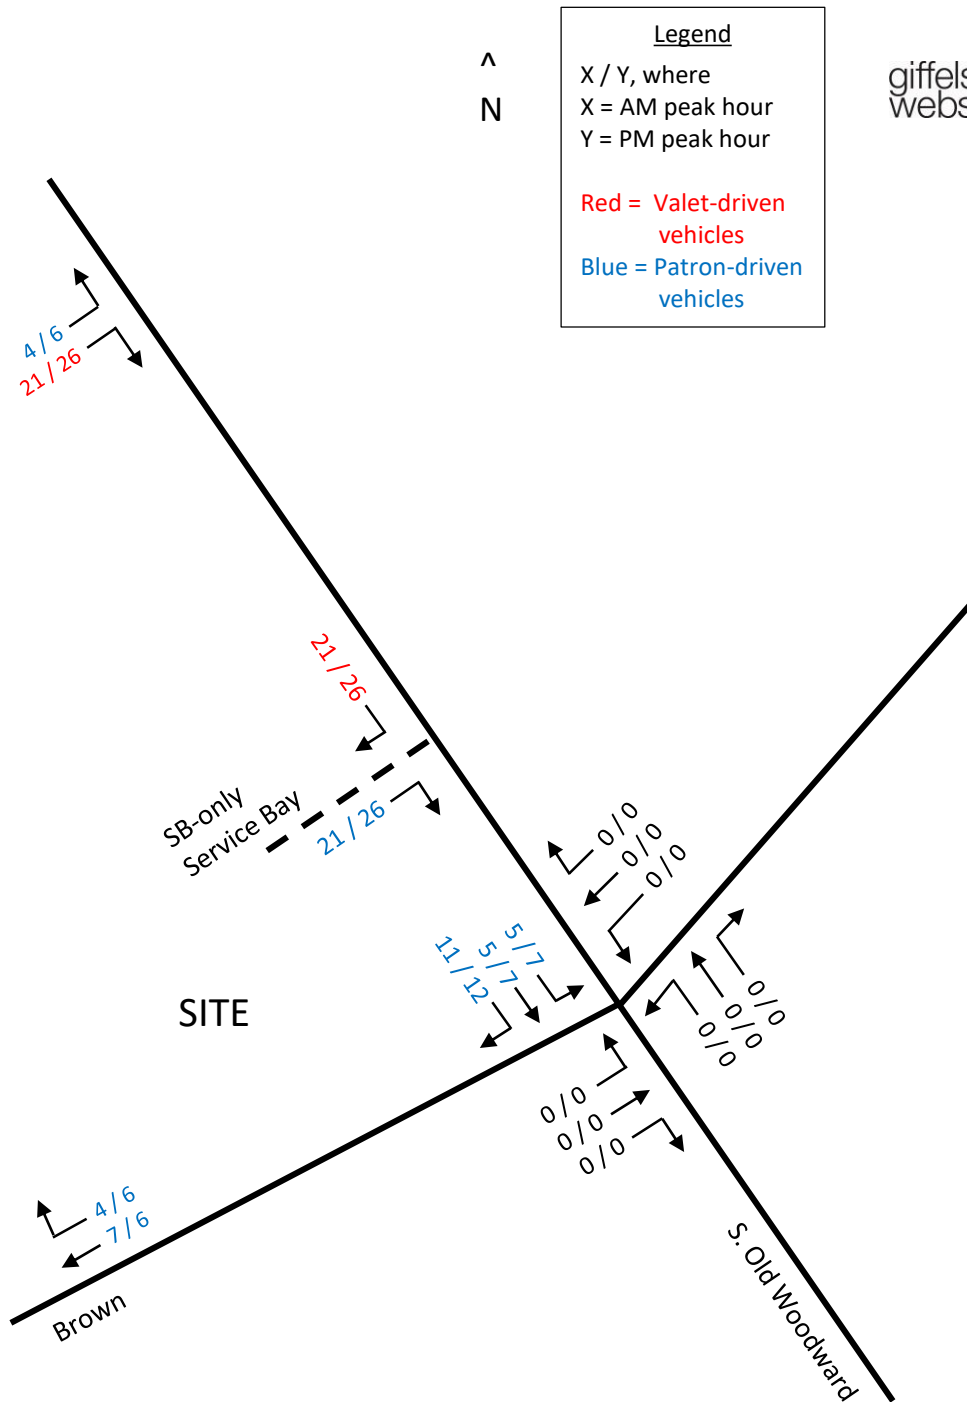 Legend
^
N
X / Y, where
X = AM peak hour
Y = PM peak hour
Red = Valet-driven
vehicles
Blue = Patron-driven
vehicles
giffels
webs
4 / 6
21 / 26
21 / 26
SB-only
Service Bay
21 / 26
0 / 0
0 / 0
0 / 0
5 / 7
5 / 7
11 / 12
SITE
0 / 0
0 / 0
0 / 0
0 / 0
0 / 0
0 / 0
4 / 6
7 / 6
Brown
S. Old Woodward